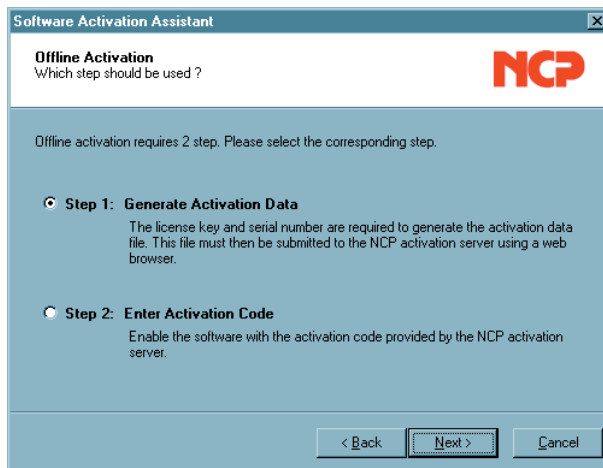 Software Activation Assistant
Offline Activation
Which step should be used ?
NCP
Offline activation requires 2 step. Please select the corresponding step.
Step 1: Generate Activation Data
The license key and serial number are required to generate the activation data
file. This file must then be submitted to the NCP activation server using a web
browser.
Step 2: Enter Activation Code
Enable the software with the activation code provided by the NCP activation
server.
< Back
Next >
Cancel